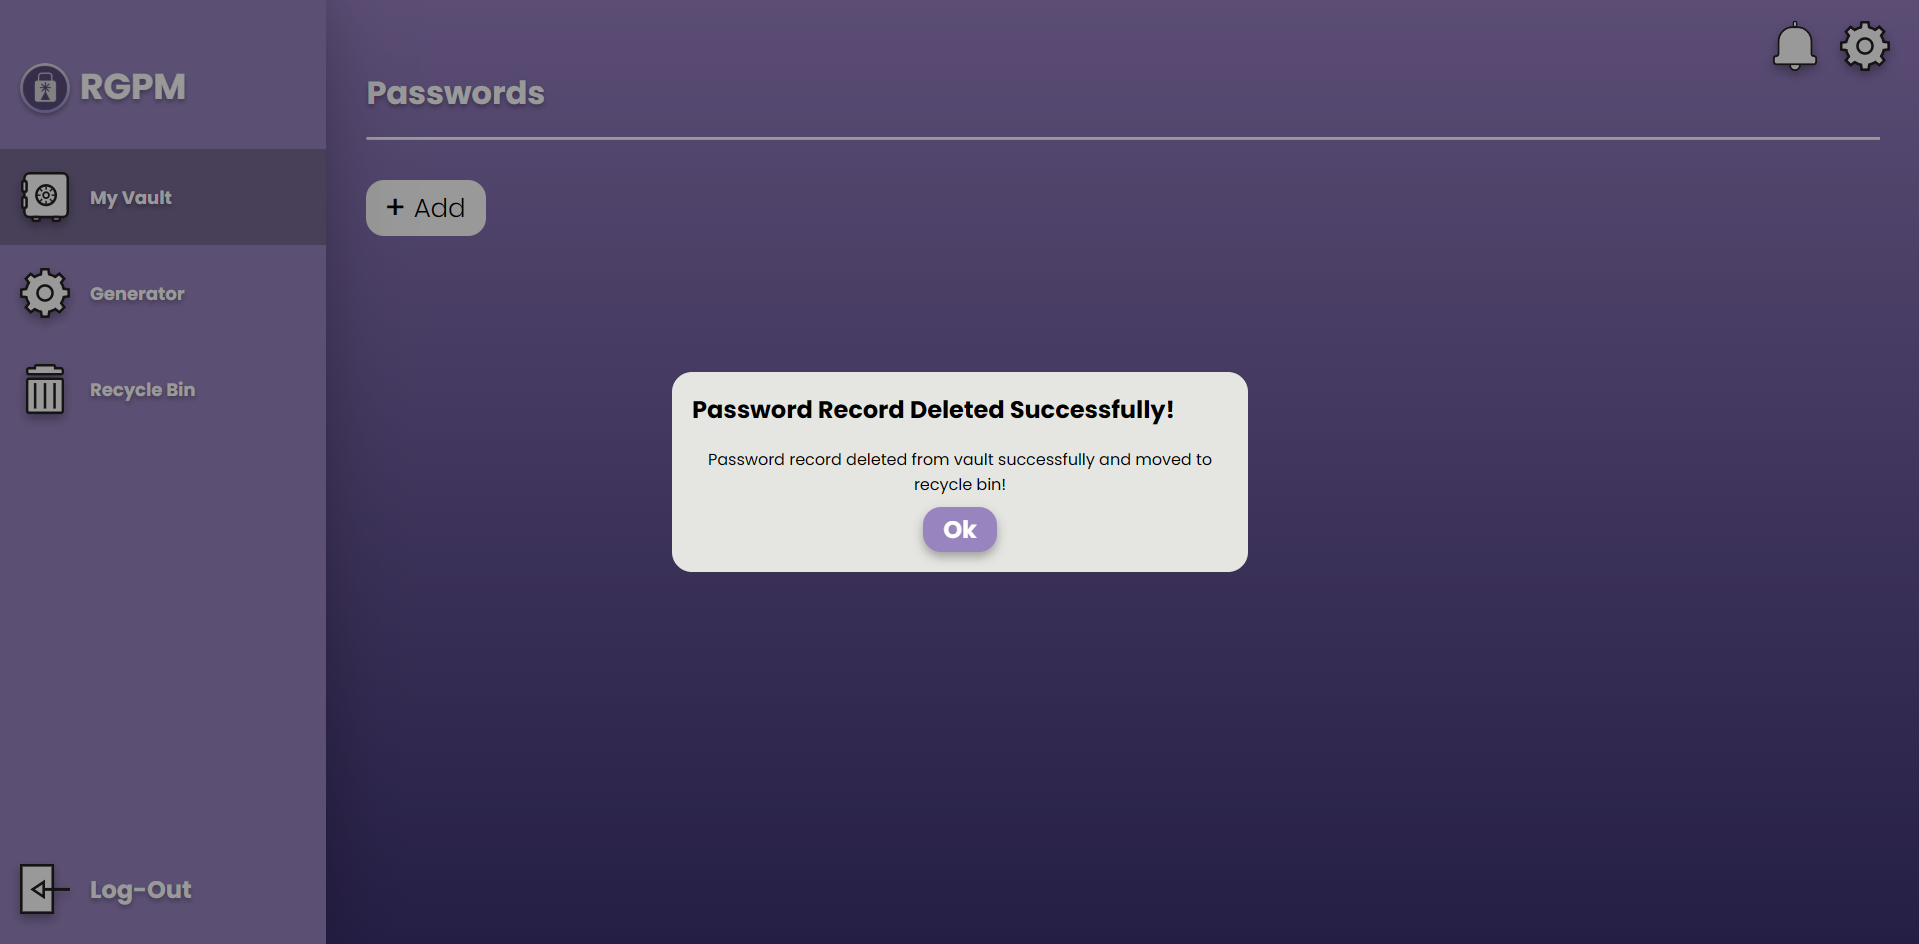 RGPM
My Vault
Generator
Recycle Bin
Log-Out
Passwords
+ Add
Password Record Deleted Successfully!
Password record deleted from vault successfully and moved to
recycle bin!
Ok